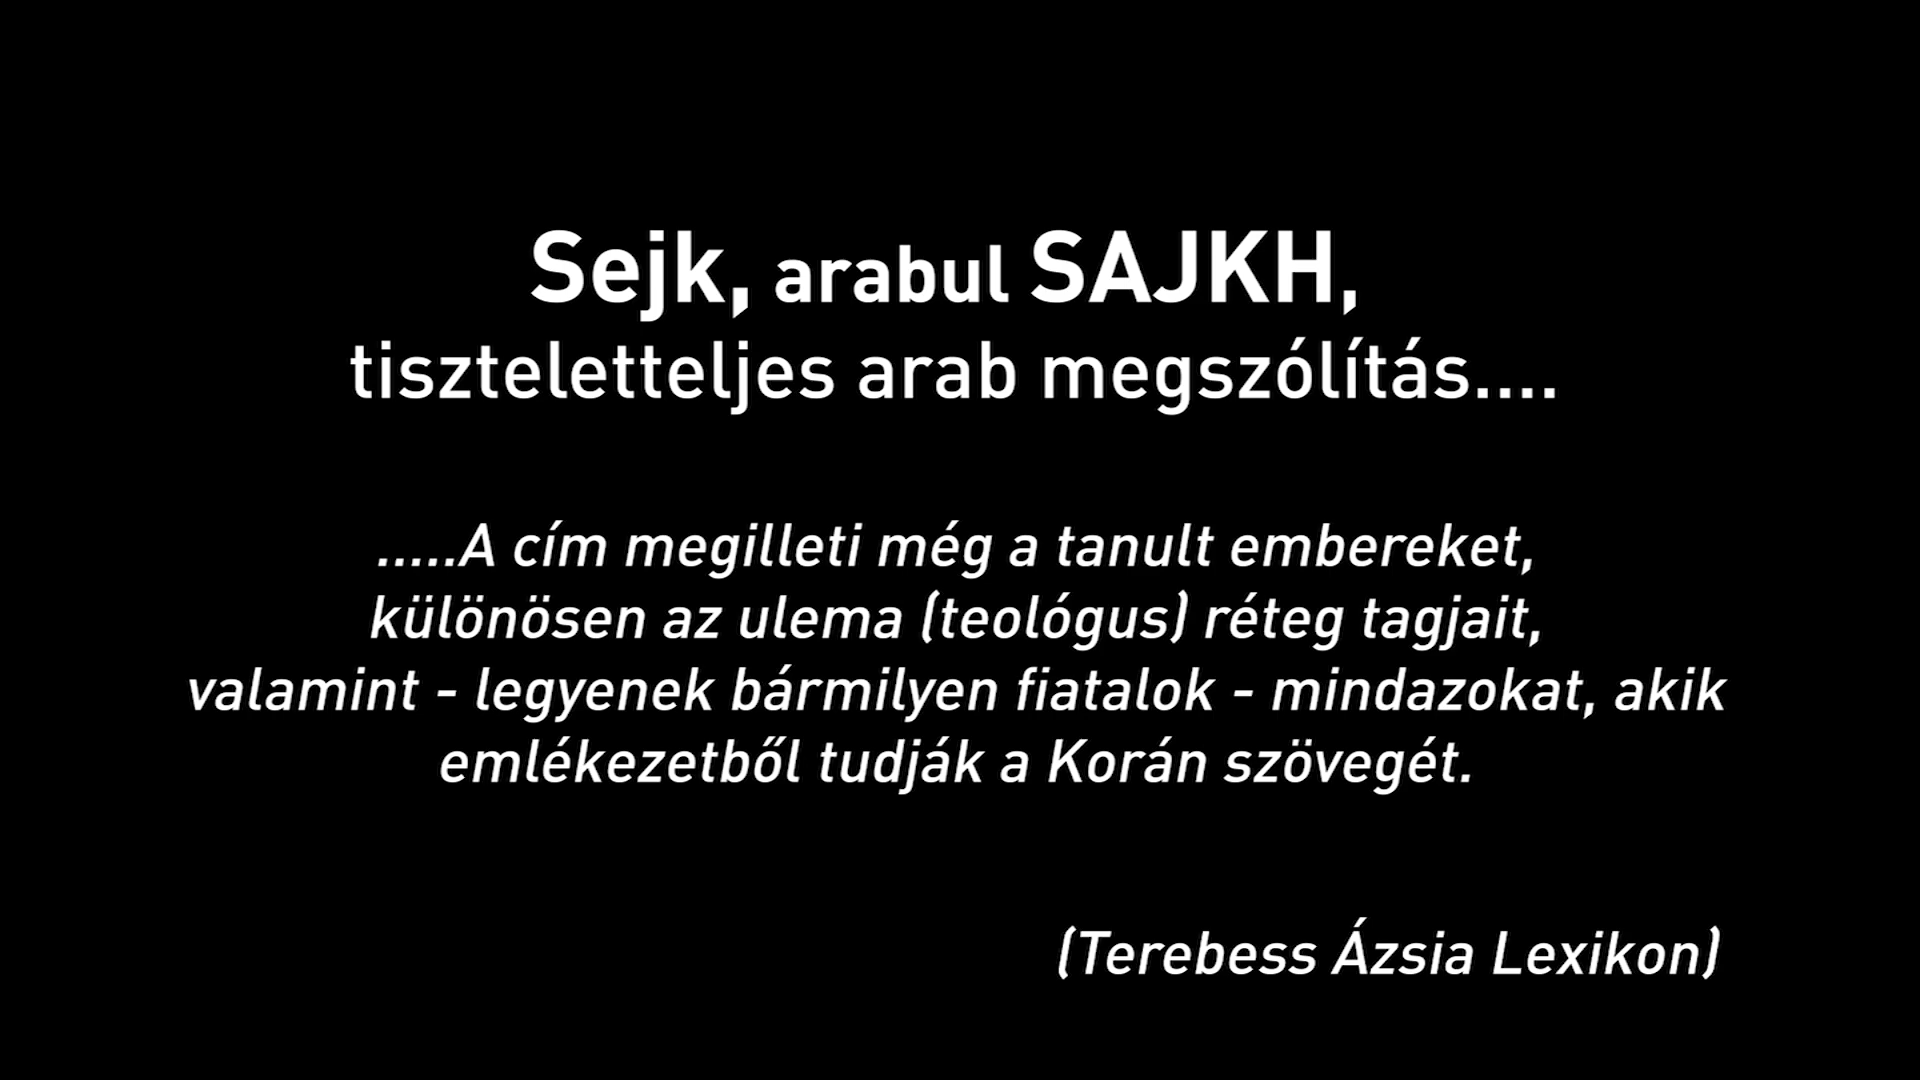 Sejk, arabul SAJKH,
tiszteletteljes arab megszólítás....
.....A cím megilleti még a tanult embereket,
különösen az ulema (teológus) réteg tagjait,
valamint - legyenek bármilyen fiatalok - mindazokat, akik
emlékezetből tudják a Korán szövegét.
(Terebess Ázsia Lexikon)